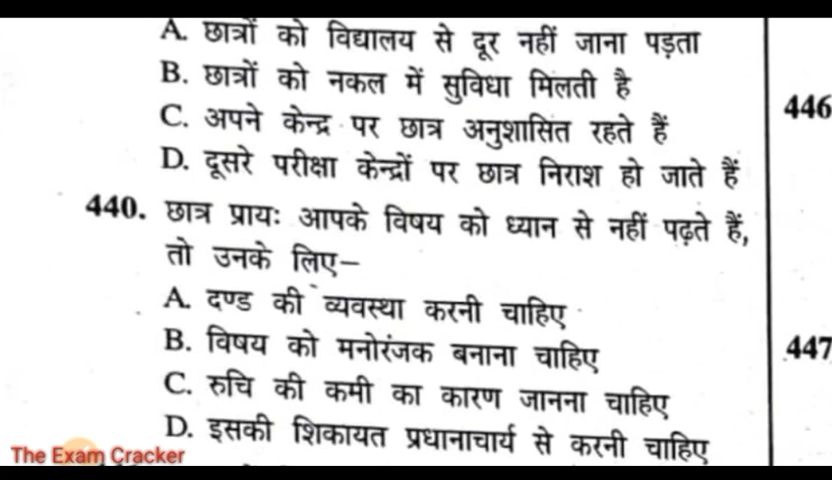 A. छात्रों को विद्यालय से दूर नहीं जाना पड़ता
B. छात्रों को नकल में सुविधा मिलती है
C. अपने केन्द्र पर छात्र अनुशासित रहते हैं
D. दूसरे परीक्षा केन्द्रों पर छात्र निराश हो जाते हैं
440. छात्र प्रायः आपके विषय को ध्यान से नहीं पढ़ते हैं,
तो उनके लिए–
A. दण्ड की व्यवस्था करनी चाहिए
B. विषय को मनोरंजक बनाना चाहिए
C. रुचि की कमी का कारण जानना चाहिए
D. इसकी शिकायत प्रधानाचार्य से करनी चाहिए
446
447
The Exam Cracker